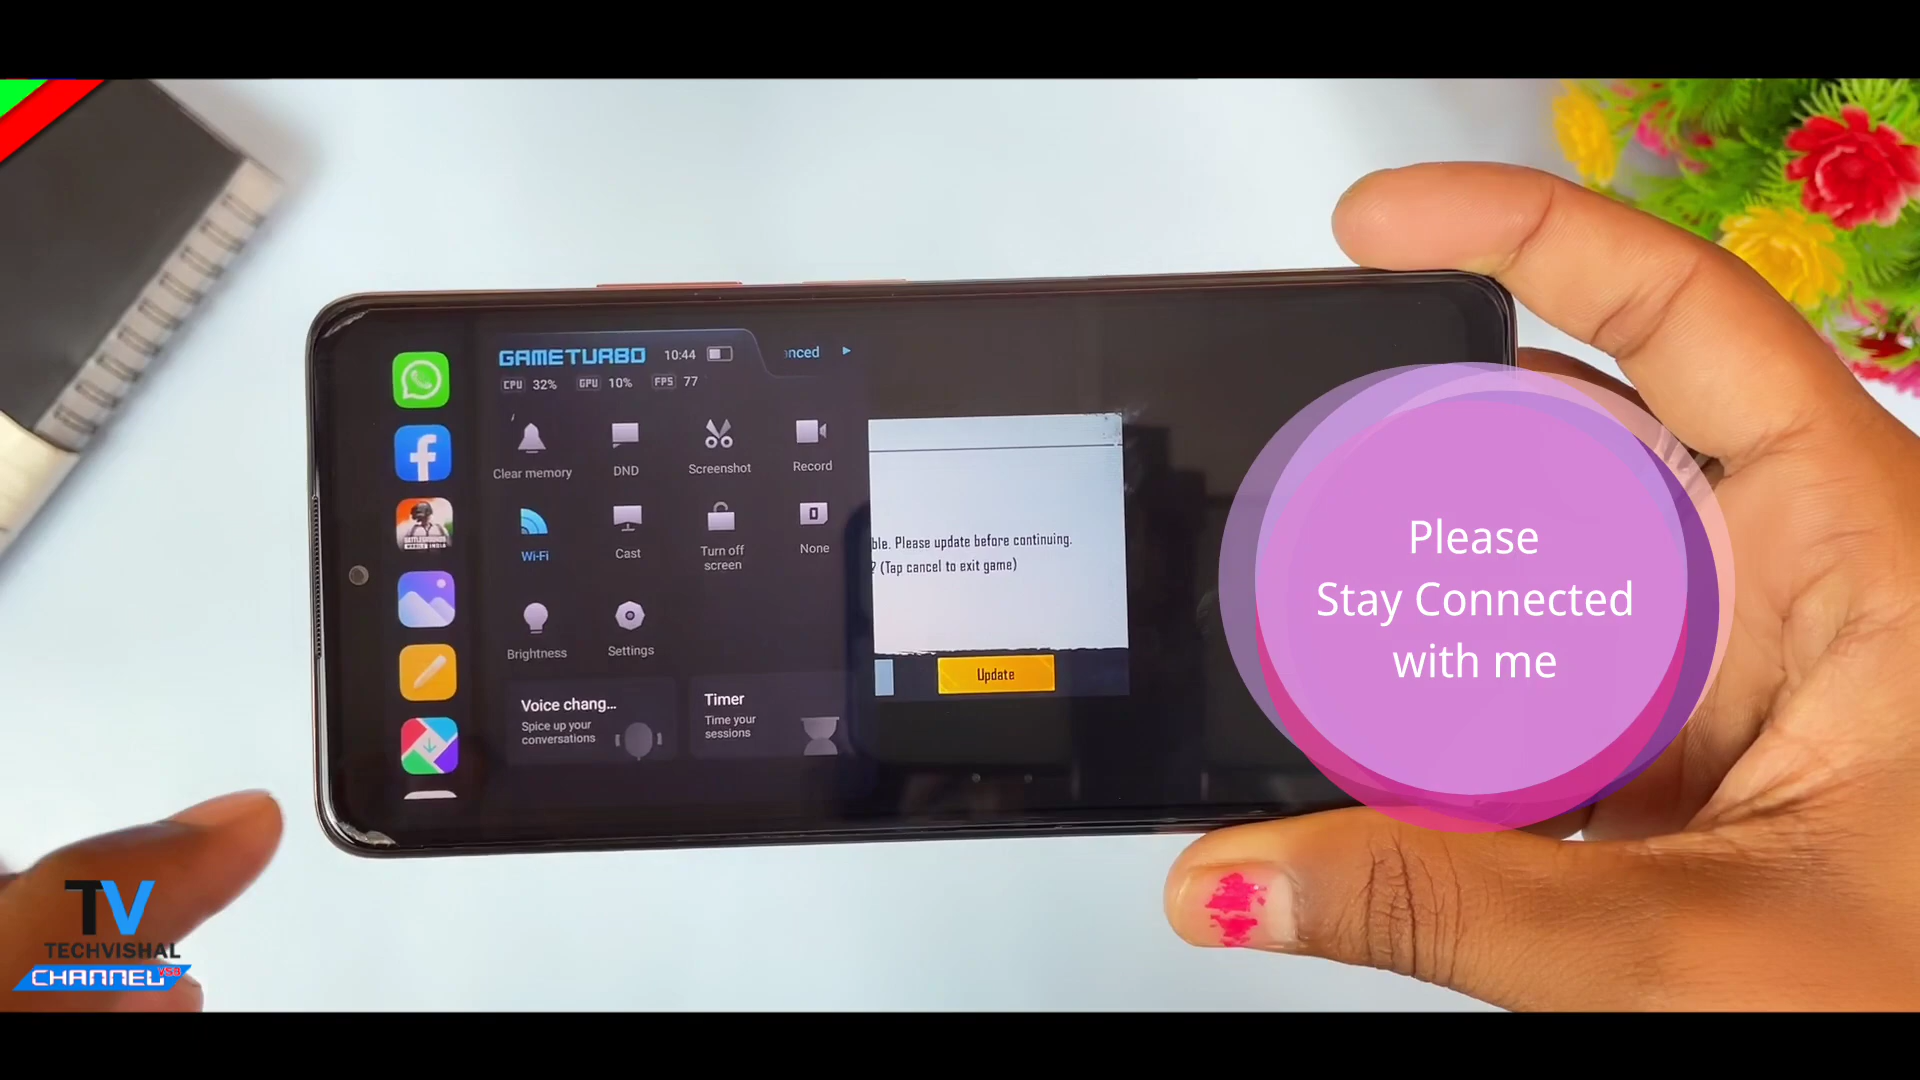 GAMETURBO 10:44
nced
CPU 32% GPU 10% FPS 77
Clear memory
DND
Screenshot
Record
Wi-Fi
Cast
Turn off
screen
None
Brightness
Settings
Voice chang...
Spice up your
conversations
Timer
Time your
sessions
ble. Please update before continuing.
? (Tap cancel to exit game)
Update
Please
Stay Connected
with me
TV
TECHVISHAL
CHANNEL